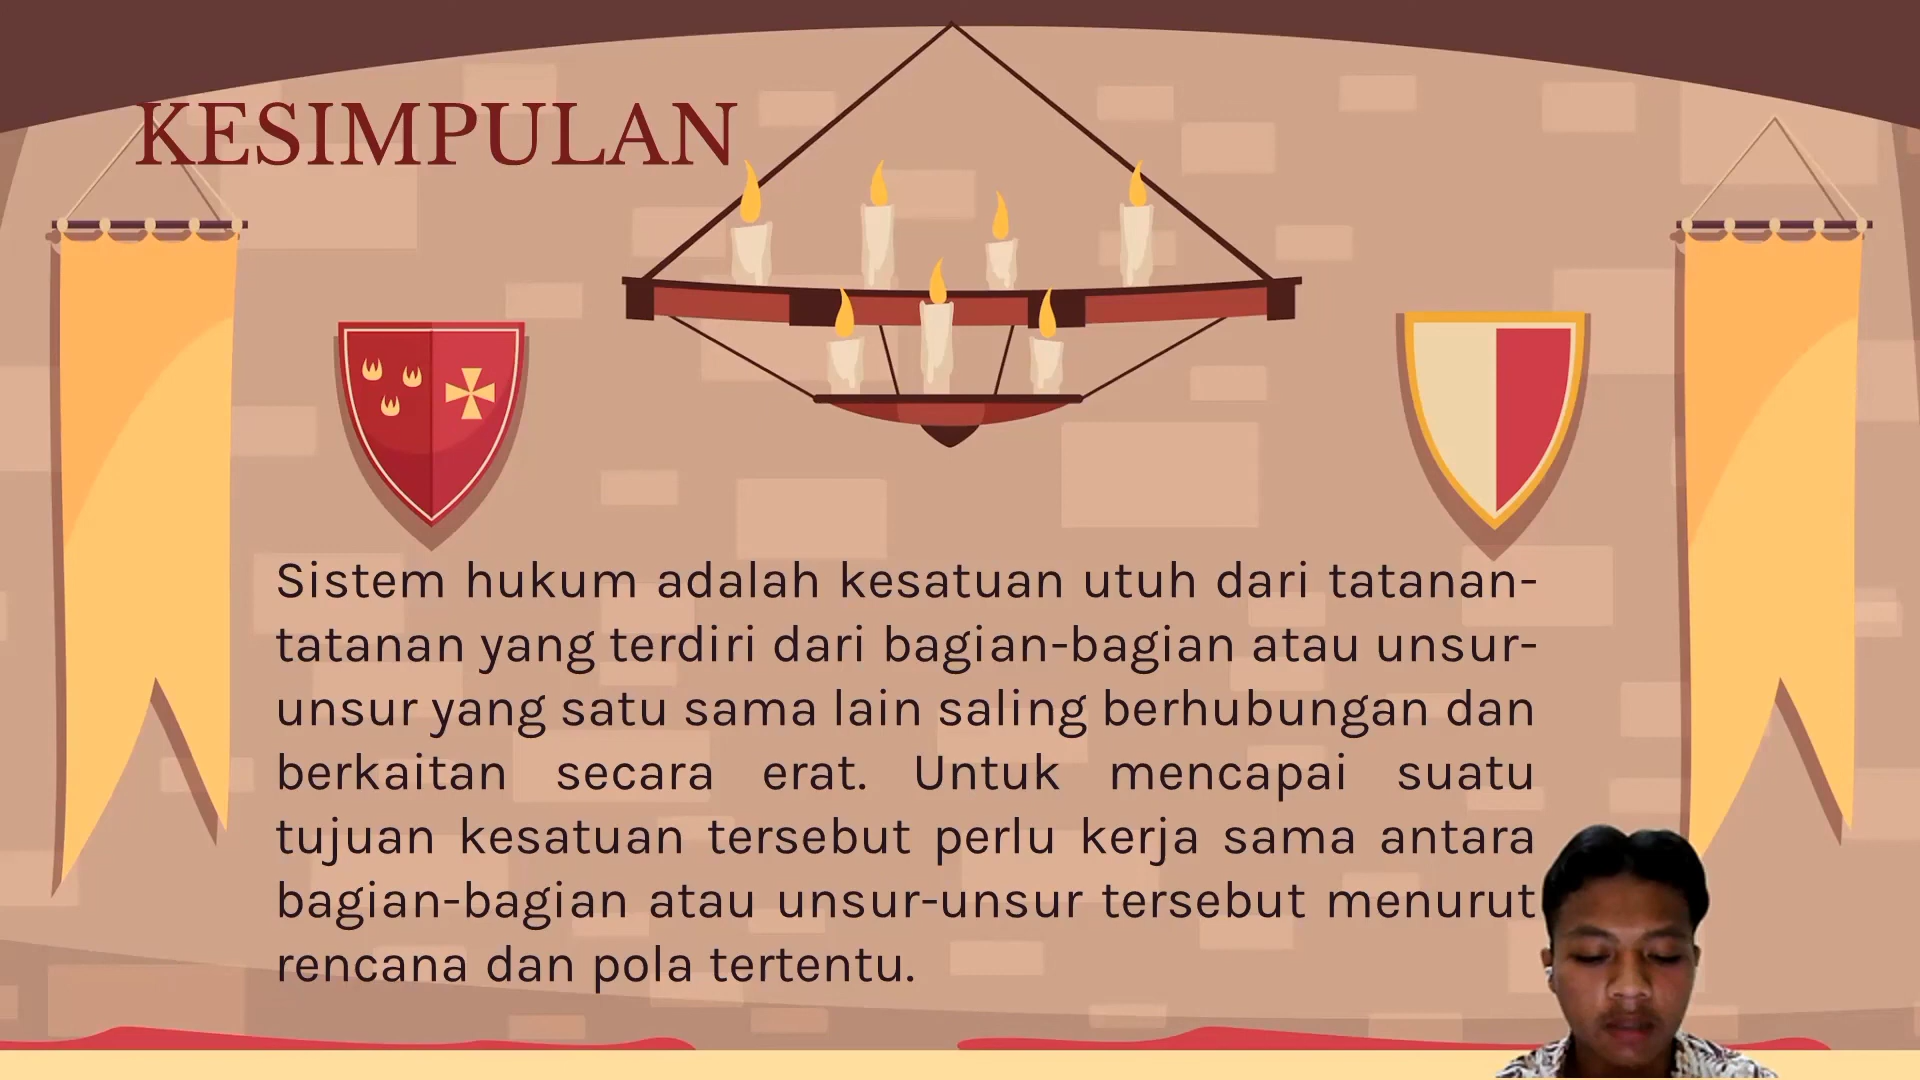 KESIMPULAN
Sistem hukum adalah kesatuan utuh dari tatanan-
tatanan yang terdiri dari bagian-bagian atau unsur-
unsur yang satu sama lain saling berhubungan dan
berkaitan secara erat. Untuk mencapai suatu
tujuan kesatuan tersebut perlu kerja sama antara
bagian-bagian atau unsur-unsur tersebut menurut
rencana dan pola tertentu.